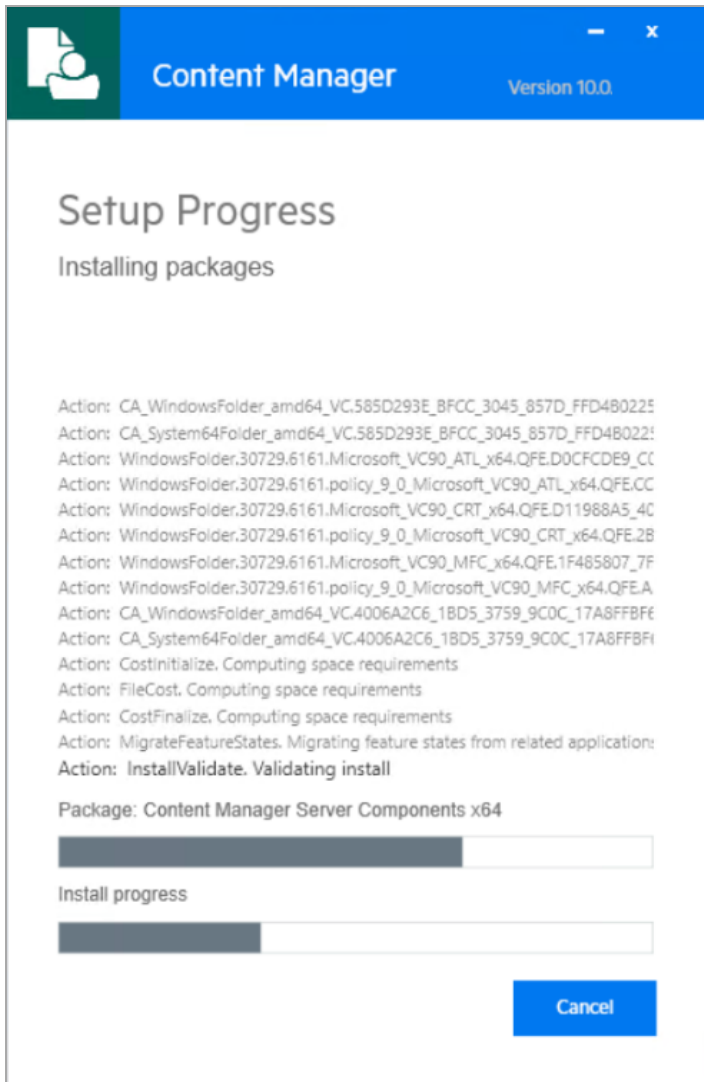 Content Manager
Version 10.0.
Setup Progress
Installing packages
Action: CA_WindowsFolder_amd64_VC.585D293E_BFCC_3045_857D_FFD4B0225
Action: CA_System64Folder_amd64_VC.585D293E_BFCC_3045_857D_FFD4B022
Action: WindowsFolder.30729.6161.Microsoft_VC90_ATL_x64.QFE.D0CFCDE9_C
Action: WindowsFolder.30729.6161.policy_9_0_Microsoft_VC90_ATL_x64.QFE.CC
Action: WindowsFolder.30729.6161.Microsoft_VC90_CRT_x64.QFE.D11988A5_4
Action: WindowsFolder.30729.6161.policy_9_0_Microsoft_VC90_CRT_x64.QFE.2B
Action: WindowsFolder.30729.6161.Microsoft_VC90_MFC_x64.QFE.1F485807_7F
Action: WindowsFolder.30729.6161.policy_9_0_Microsoft_VC90_MFC_x64.QFE.A
Action: CA_WindowsFolder_amd64_VC.4006A2C6_1BD5_3759_9C0C_17A8FFBF6
Action: CA_System64Folder_amd64_VC.4006A2C6_1BD5_3759_9C0C_17A8FFBF
Action: CostInitialize. Computing space requirements
Action: FileCost. Computing space requirements
Action: CostFinalize. Computing space requirements
Action: MigrateFeatureStates. Migrating feature states from related application
Action: InstallValidate. Validating install
Package: Content Manager Server Components x64
Install progress
Cancel